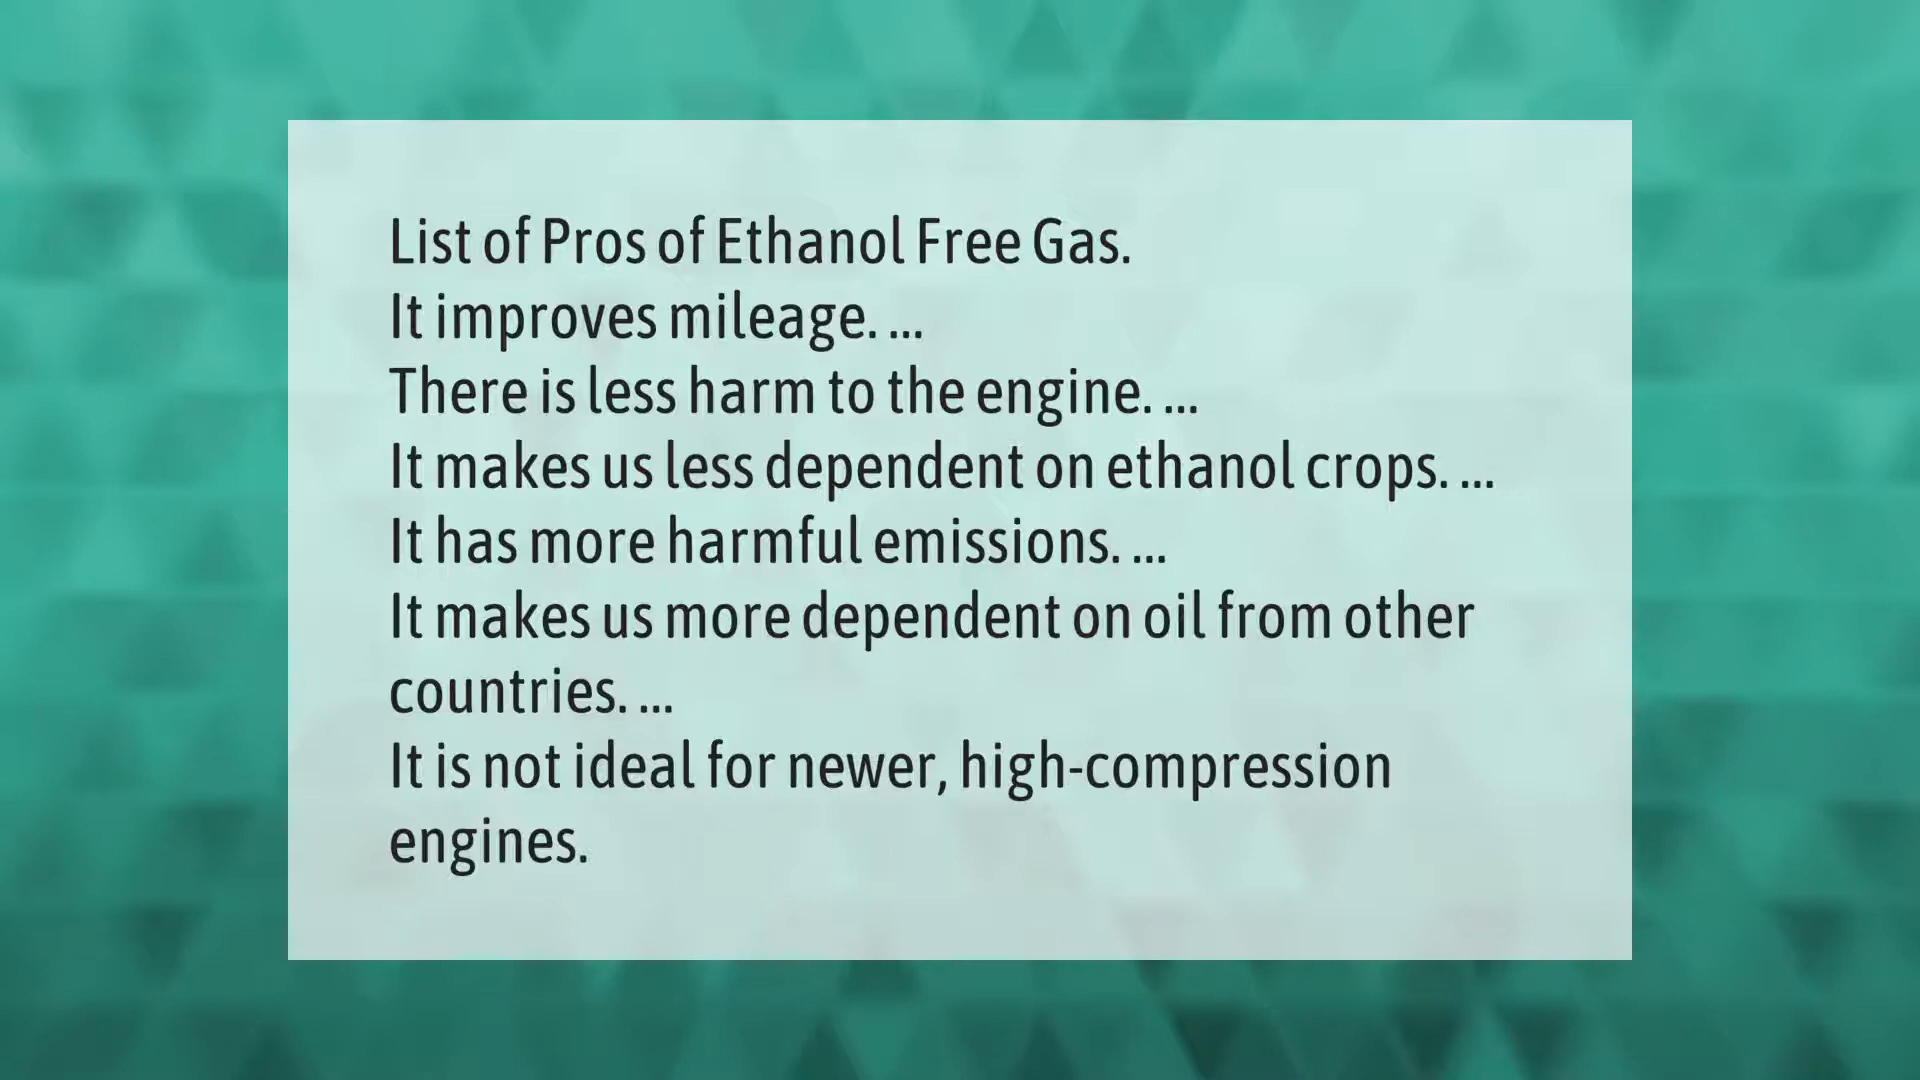 List of Pros of Ethanol Free Gas.
It improves mileage. ...
There is less harm to the engine. ...
It makes us less dependent on ethanol crops. ...
It has more harmful emissions. ...
It makes us more dependent on oil from other
countries. ...
It is not ideal for newer, high-compression
engines.